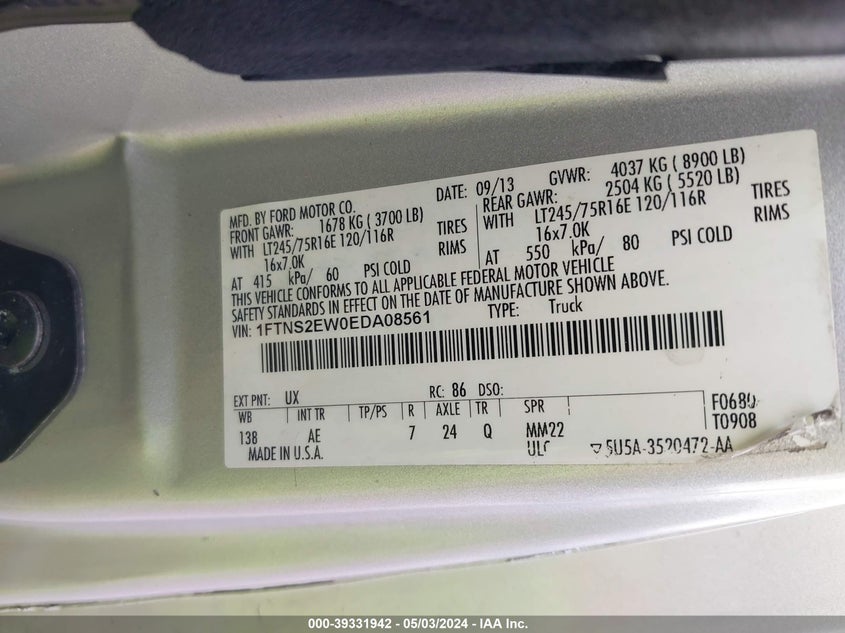 MFD. BY FORD MOTOR CO.
DATE: 09/13 GVWR: 4037 KG ( 8900 LB)
FRONT GAWR: 1678 KG ( 3700 LB) REAR GAWR: 2504 KG ( 5520 LB)
WITH LT245/75R16E 120/116R TIRES WITH LT245/75R16E 120/116R TIRES
16x7.0K RIMS 16x7.0K RIMS
AT 415 kPa/ 60 PSI COLD AT 550 kPa/ 80 PSI COLD
THIS VEHICLE CONFORMS TO ALL APPLICABLE FEDERAL MOTOR VEHICLE
SAFETY STANDARDS IN EFFECT ON THE DATE OF MANUFACTURE SHOWN ABOVE.
VIN: 1FTNS2EW0EDA08561 TYPE: Truck
EXT PNT: UX RC: 86 DSO:
WB INT TR TP/PS R AXLE TR SPR F0680
138 AE 7 24 Q MM22 T0908
MADE IN U.S.A. ULC 5U5A-3520472-AA
000-39331942 - 05/03/2024 - IAA Inc.